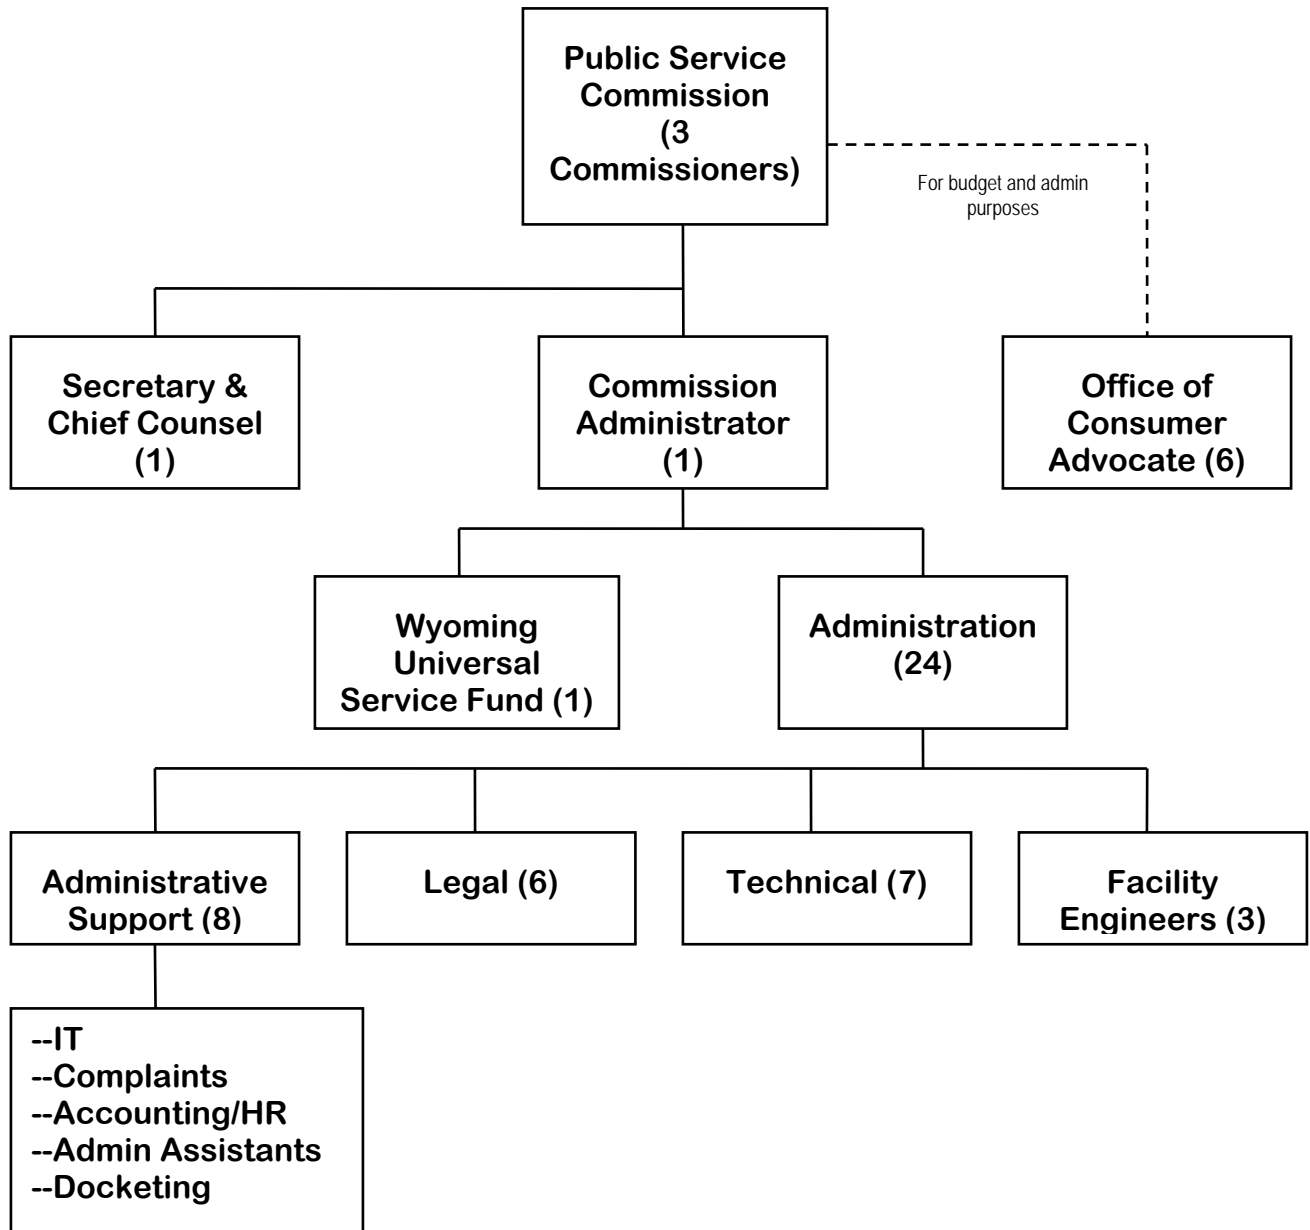 Public Service
Commission
(3
Commissioners)
For budget and admin
purposes
Secretary &
Chief Counsel
(1)
Commission
Administrator
(1)
Office of
Consumer
Advocate (6)
Wyoming
Universal
Service Fund (1)
Administration
(24)
Administrative
Support (8)
Legal (6)
Technical (7)
Facility
Engineers (3)
--IT
--Complaints
--Accounting/HR
--Admin Assistants
--Docketing